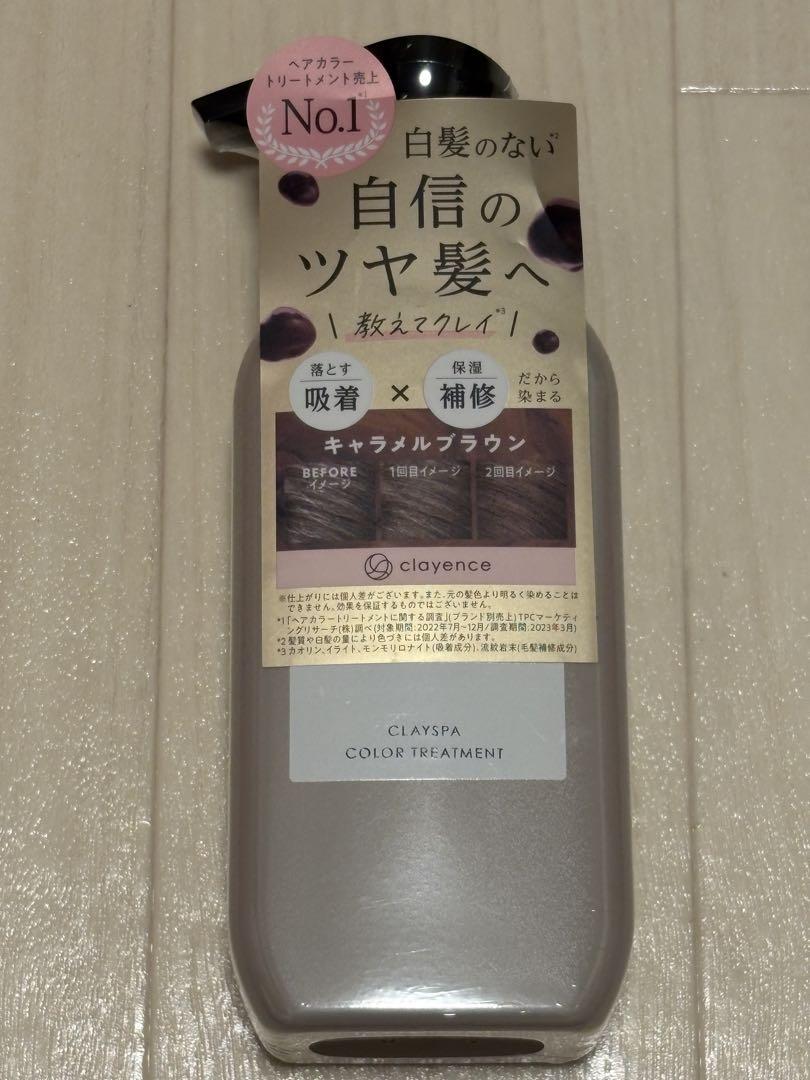 ヘアカラー
トリートメント売上
No.1*1
白髪のない*2
自信の
ツヤ髪へ
\ 教えてクレイ*3 /
落とす
吸着
×
保湿
補修
だから
染まる
キャラメルブラウン
BEFORE
イメージ
1回目イメージ
2回目イメージ
clayence
※仕上がりには個人差がございます。また、元の髪色より明るく染めることは
できません。効果を保証するものではございません。
*1「ヘアカラートリートメントに関する調査」(ブランド別売上)TPCマーケティ
ングリサーチ(株)調べ(対象期間:2022年7月~12月/調査期間:2023年3月)
*2 髪質や白髪の量により色づきには個人差があります。
*3 カオリン、イライト、モンモリロナイト(吸着成分)、流紋岩末(毛髪補修成分)
CLAYSPA
COLOR TREATMENT